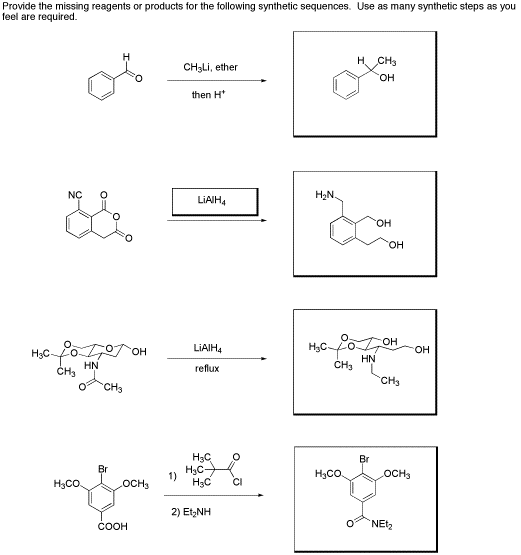 Provide the missing reagents or products for the following synthetic sequences.  Use as many synthetic steps as you
feel are required.
H
O
CH₃Li, ether
then H⁺
H CH₃
OH
NC O
O
O
LiAlH₄
H₂N
OH
OH
O
O
O OH
H₃C
CH₃
HN
O CH₃
LiAlH₄
reflux
O
O OH
OH
H₃C
CH₃
HN
CH₃
Br
H₃CO OCH₃
COOH
H₃C
H₃C O
H₃C Cl
1)
2) Et₂NH
Br
H₃CO OCH₃
O NEt₂